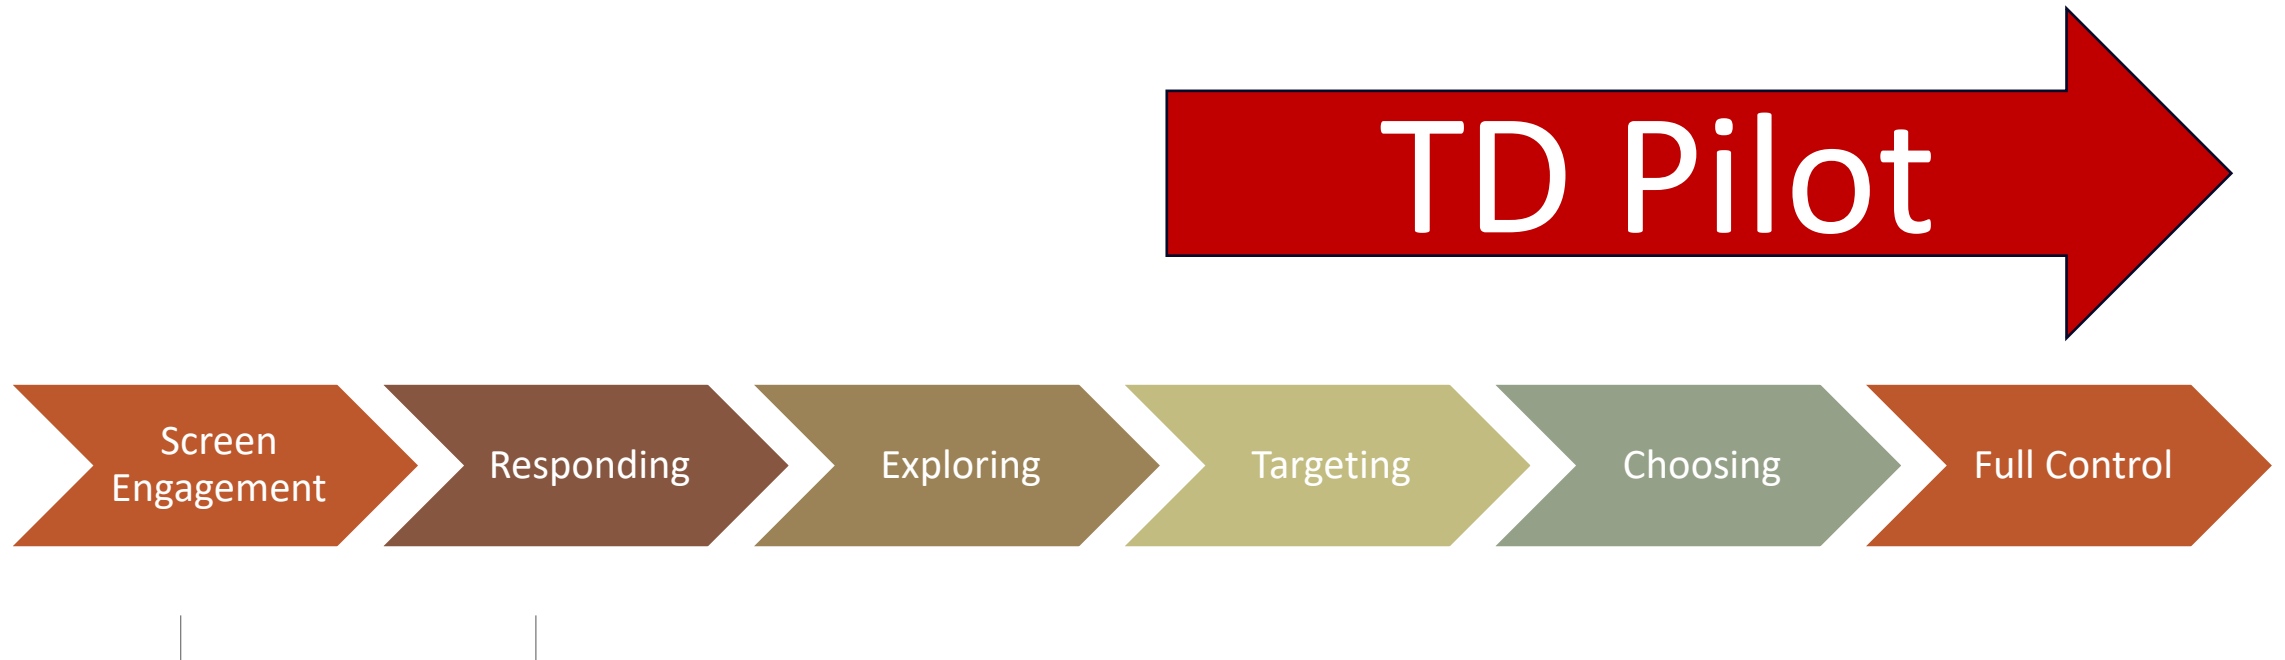 TD Pilot
Screen
Engagement
Responding
Exploring
Targeting
Choosing
Full Control